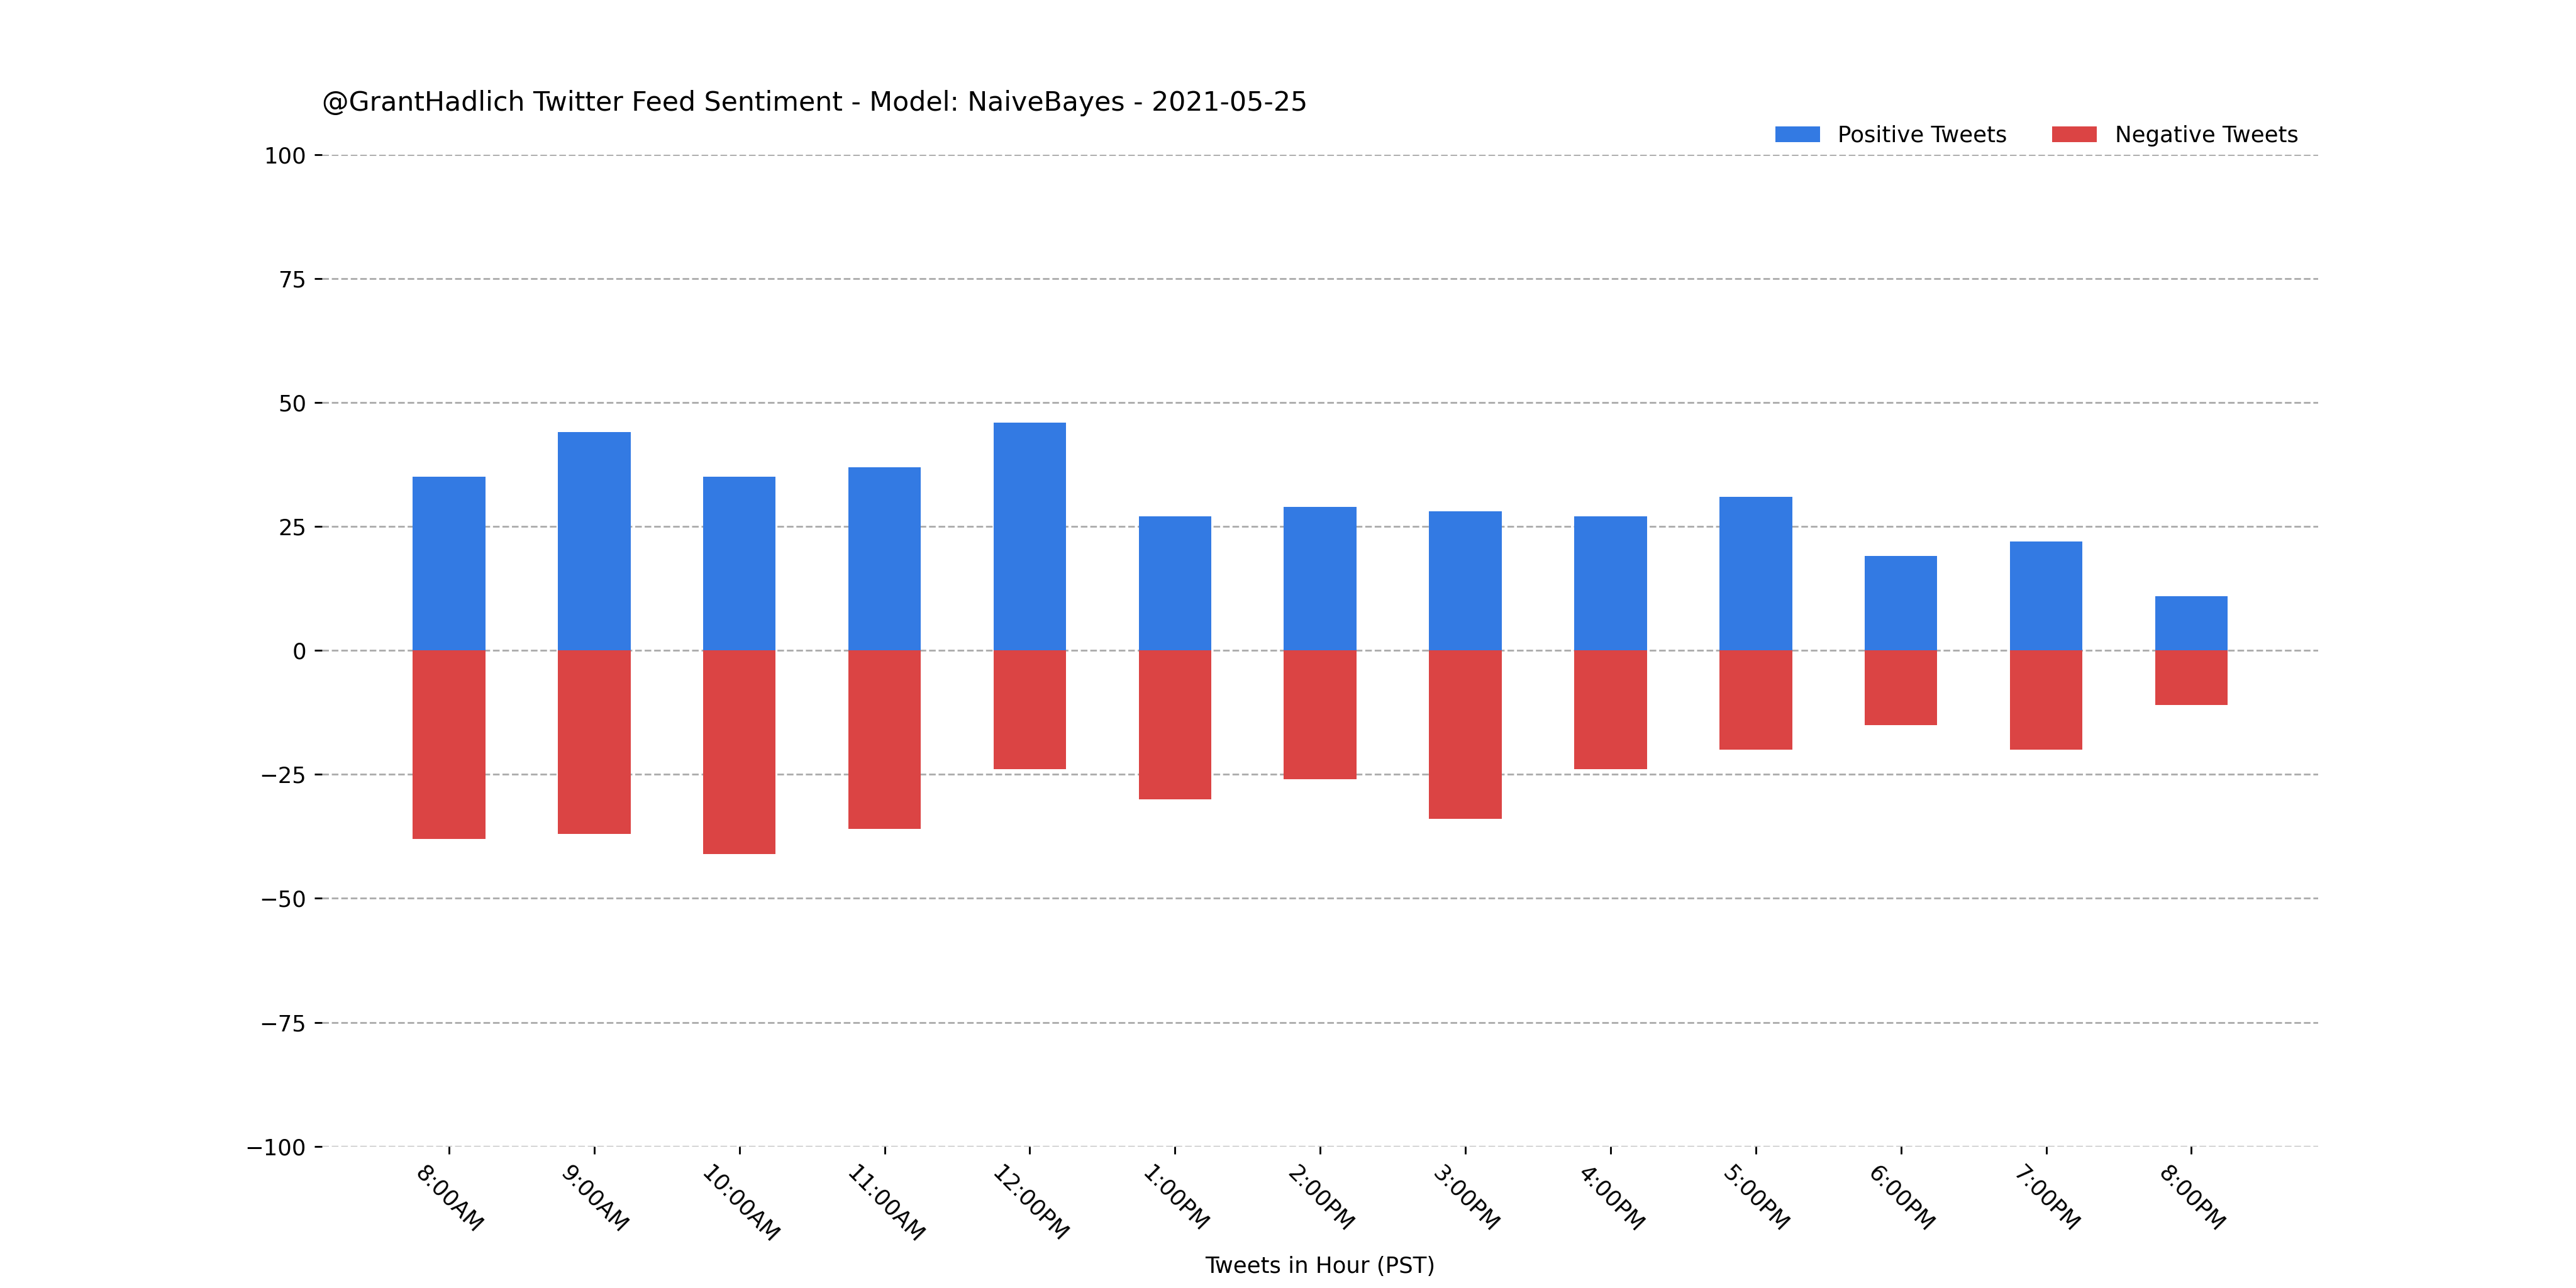 @GrantHadlich Twitter Feed Sentiment - Model: NaiveBayes - 2021-05-25
Positive Tweets Negative Tweets
100
75
50
25
0
−25
−50
−75
−100
8:00AM 9:00AM 10:00AM 11:00AM 12:00PM 1:00PM 2:00PM 3:00PM 4:00PM 5:00PM 6:00PM 7:00PM 8:00PM
Tweets in Hour (PST)